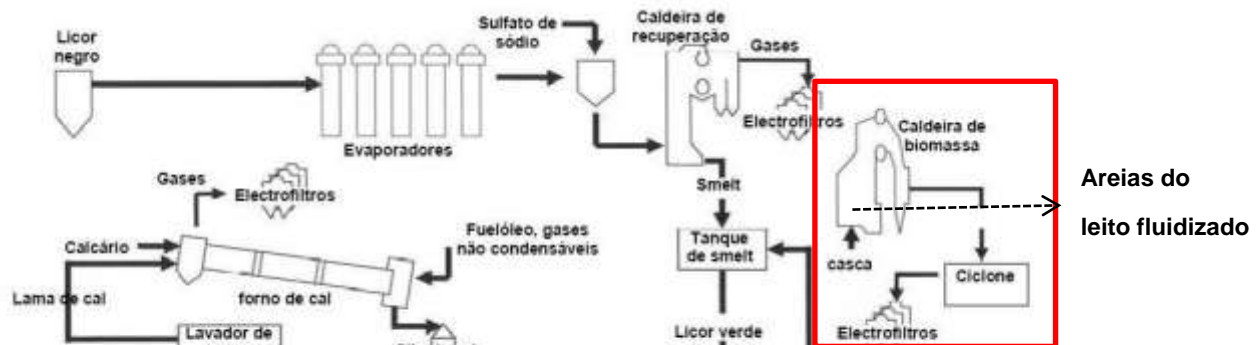 Licor
negro
Evaporadores
Sulfato de
sódio
Caldeira de
recuperação
Gases
Electrofiltros
Smelt
Tanque
de smelt
Licor verde
Gases
Electrofiltros
Calcário
Lama de cal
forno de cal
Fuelóleo, gases
não condensáveis
Lavador de
Caldeira de
biomassa
casca
Ciclone
Electrofiltros
Areias do
leito fluidizado